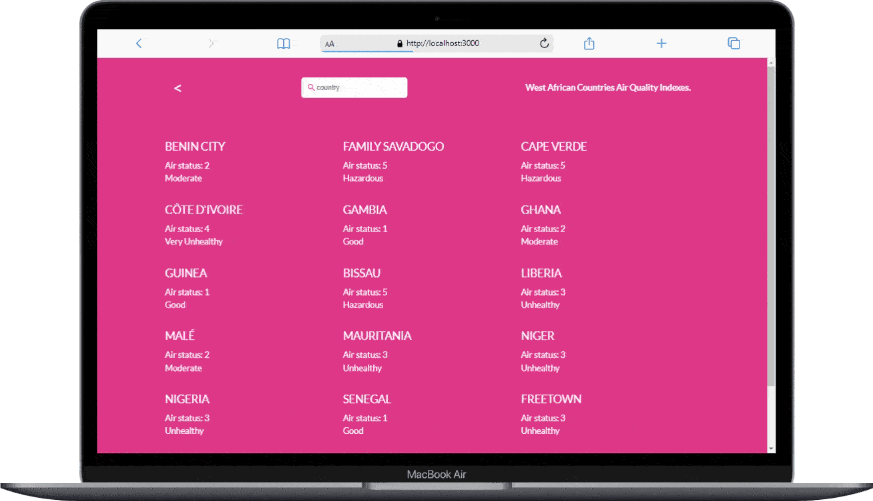 AA http://localhost:3000
< country West African Countries Air Quality Indexes.
BENIN CITY FAMILY SAVADOGO CAPE VERDE
Air status: 2 Air status: 5 Air status: 5
Moderate Hazardous Hazardous
CÔTE D'IVOIRE GAMBIA GHANA
Air status: 4 Air status: 1 Air status: 2
Very Unhealthy Good Moderate
GUINEA BISSAU LIBERIA
Air status: 1 Air status: 5 Air status: 3
Good Hazardous Unhealthy
MALÉ MAURITANIA NIGER
Air status: 2 Air status: 3 Air status: 3
Moderate Unhealthy Unhealthy
NIGERIA SENEGAL FREETOWN
Air status: 3 Air status: 1 Air status: 3
Unhealthy Good Unhealthy
MacBook Air